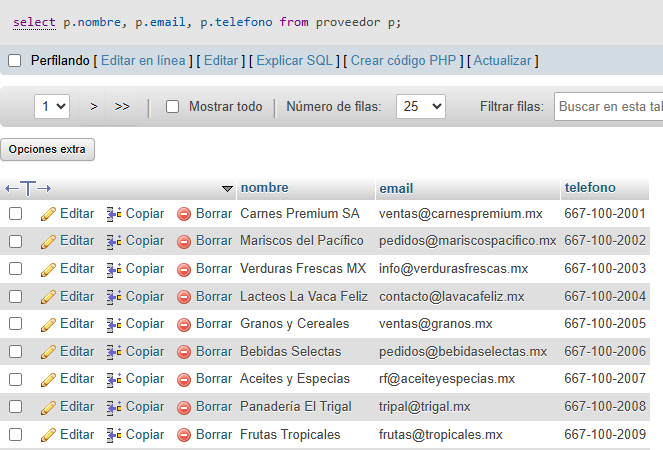 select p.nombre, p.email, p.telefono from proveedor p;
Perfilando [ Editar en línea ] [ Editar ] [ Explicar SQL ] [ Crear código PHP ] [ Actualizar ]
1 > >> | Mostrar todo | Número de filas: 25 Filtrar filas: Buscar en esta tal
Opciones extra
←T→ nombre email telefono
Editar Copiar Borrar Carnes Premium SA ventas@carnespremium.mx 667-100-2001
Editar Copiar Borrar Mariscos del Pacífico pedidos@mariscospacifico.mx 667-100-2002
Editar Copiar Borrar Verduras Frescas MX info@verdurasfrescas.mx 667-100-2003
Editar Copiar Borrar Lacteos La Vaca Feliz contacto@lavacafeliz.mx 667-100-2004
Editar Copiar Borrar Granos y Cereales ventas@granos.mx 667-100-2005
Editar Copiar Borrar Bebidas Selectas pedidos@bebidaselectas.mx 667-100-2006
Editar Copiar Borrar Aceites y Especias rf@aceiteyespecias.mx 667-100-2007
Editar Copiar Borrar Panadería El Trigal tripal@trigal.mx 667-100-2008
Editar Copiar Borrar Frutas Tropicales frutas@tropicales.mx 667-100-2009